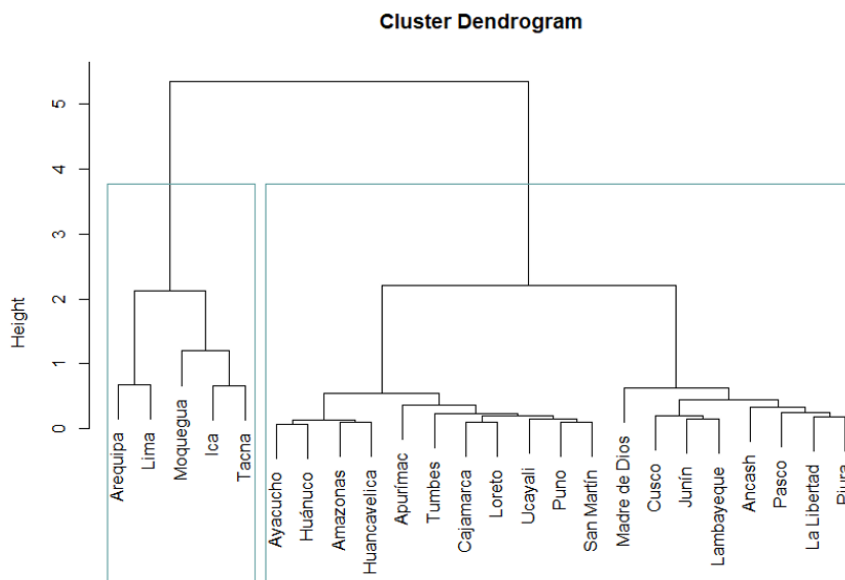 Cluster Dendrogram
Height
5
4
3
2
1
0
Arequipa
Lima
Moquegua
Ica
Tacna
Ayacucho
Huánuco
Amazonas
Huancavelica
Apurímac
Tumbes
Cajamarca
Loreto
Ucayali
Puno
San Martín
Madre de Dios
Cusco
Junín
Lambayeque
Ancash
Pasco
La Libertad
Piura